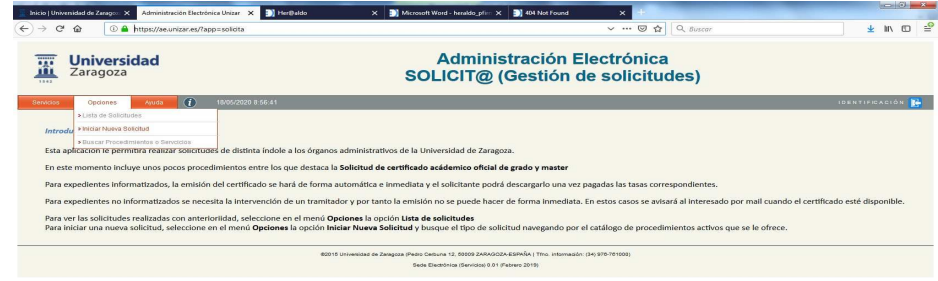 Inicio | Universidad de Zarago
Administración Electrónica Unizar
Her@aldo
Microsoft Word - heraldo_pfirm
404 Not Found
https://ae.unizar.es/?app=solicita
Buscar
Universidad
Zaragoza
1542
Administración Electrónica
SOLICIT@ (Gestión de solicitudes)
Servicios
Opciones
Ayuda
18/05/2020 8:56:41
IDENTIFICACIÓN
Lista de Solicitudes
Iniciar Nueva Solicitud
Buscar Procedimientos o Servicios
Introdu
Esta aplicación le permitirá realizar solicitudes de distinta índole a los órganos administrativos de la Universidad de Zaragoza.
En este momento incluye unos pocos procedimientos entre los que destaca la Solicitud de certificado acádemico oficial de grado y master
Para expedientes informatizados, la emisión del certificado se hará de forma automática e inmediata y el solicitante podrá descargarlo una vez pagadas las tasas correspondientes.
Para expedientes no informatizados se necesita la intervención de un tramitador y por tanto la emisión no se puede hacer de forma inmediata. En estos casos se avisará al interesado por mail cuando el certificado esté disponible.
Para ver las solicitudes realizadas con anterioriidad, seleccione en el menú Opciones la opción Lista de solicitudes
Para iniciar una nueva solicitud, seleccione en el menú Opciones la opción Iniciar Nueva Solicitud y busque el tipo de solicitud navegando por el catálogo de procedimientos activos que se le ofrece.
©2018 Universidad de Zaragoza (Pedro Cerbuna 12, 50009 ZARAGOZA-ESPAÑA | Tfno. información: (34) 976-761000)
Sede Electrónica (Servicios) 0.01 (Febrero 2019)